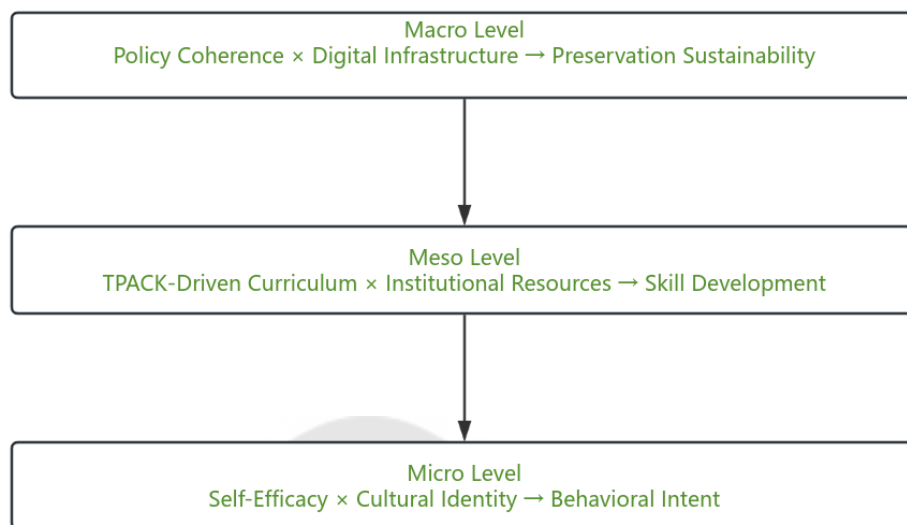 Macro Level
Policy Coherence × Digital Infrastructure → Preservation Sustainability
Meso Level
TPACK-Driven Curriculum × Institutional Resources → Skill Development
Micro Level
Self-Efficacy × Cultural Identity → Behavioral Intent